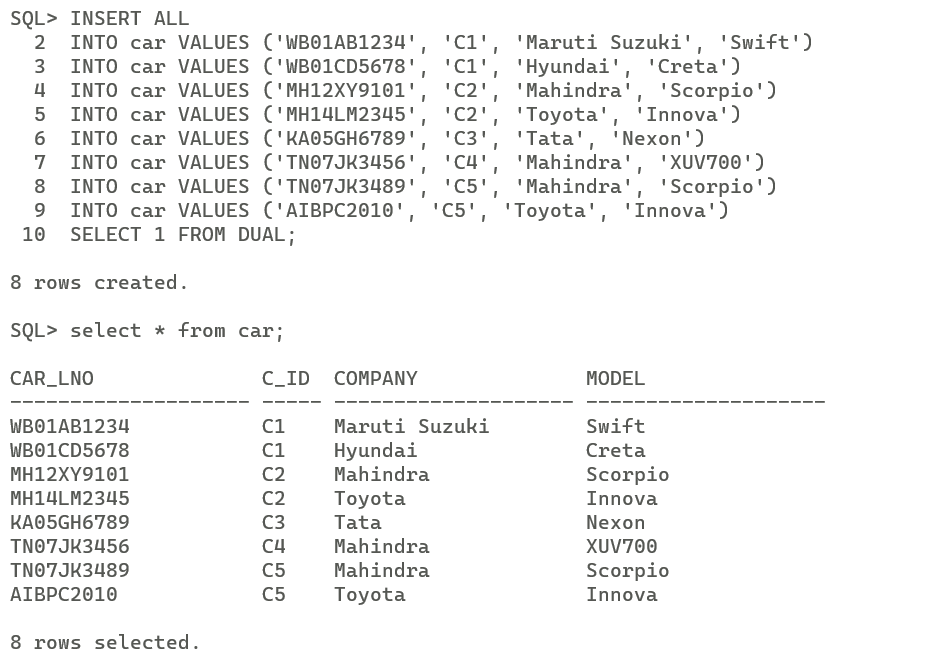 SQL> INSERT ALL
  2  INTO car VALUES ('WB01AB1234', 'C1', 'Maruti Suzuki', 'Swift')
  3  INTO car VALUES ('WB01CD5678', 'C1', 'Hyundai', 'Creta')
  4  INTO car VALUES ('MH12XY9101', 'C2', 'Mahindra', 'Scorpio')
  5  INTO car VALUES ('MH14LM2345', 'C2', 'Toyota', 'Innova')
  6  INTO car VALUES ('KA05GH6789', 'C3', 'Tata', 'Nexon')
  7  INTO car VALUES ('TN07JK3456', 'C4', 'Mahindra', 'XUV700')
  8  INTO car VALUES ('TN07JK3489', 'C5', 'Mahindra', 'Scorpio')
  9  INTO car VALUES ('AIBPC2010', 'C5', 'Toyota', 'Innova')
 10  SELECT 1 FROM DUAL;

8 rows created.

SQL> select * from car;

CAR_LNO              C_ID  COMPANY              MODEL
-------------------- ----- -------------------- --------------------
WB01AB1234           C1    Maruti Suzuki        Swift
WB01CD5678           C1    Hyundai              Creta
MH12XY9101           C2    Mahindra             Scorpio
MH14LM2345           C2    Toyota               Innova
KA05GH6789           C3    Tata                 Nexon
TN07JK3456           C4    Mahindra             XUV700
TN07JK3489           C5    Mahindra             Scorpio
AIBPC2010            C5    Toyota               Innova

8 rows selected.